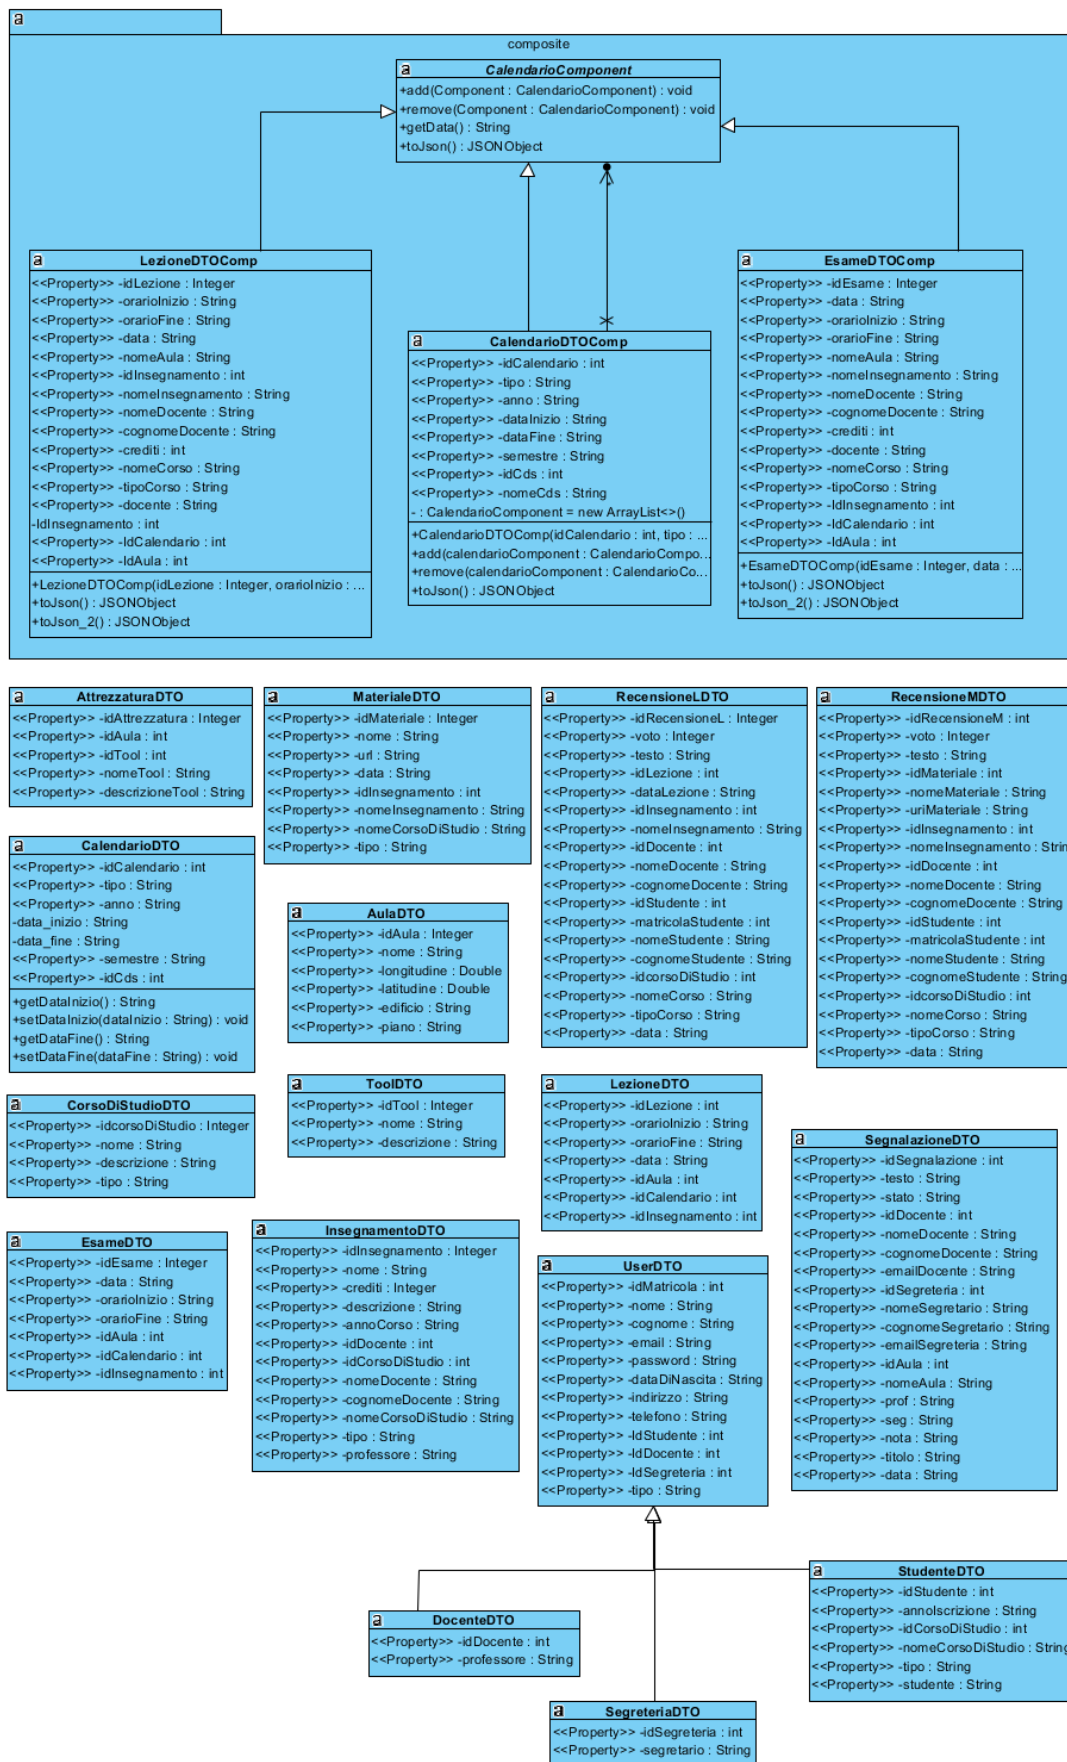 a
composite
a
CalendarioComponent
+add(Component : CalendarioComponent) : void
+remove(Component : CalendarioComponent) : void
+getData() : String
+toJson() : JSONObject
a
LezioneDTOComp
<<Property>> -idLezione : Integer
<<Property>> -orarioInizio : String
<<Property>> -orarioFine : String
<<Property>> -data : String
<<Property>> -nomeAula : String
<<Property>> -idInsegnamento : int
<<Property>> -nomeInsegnamento : String
<<Property>> -nomeDocente : String
<<Property>> -cognomeDocente : String
<<Property>> -crediti : int
<<Property>> -nomeCorso : String
<<Property>> -tipoCorso : String
<<Property>> -docente : String
-IdInsegnamento : int
<<Property>> -IdCalendario : int
<<Property>> -IdAula : int
+LezioneDTOComp(idLezione : Integer, orarioInizio : ...
+toJson() : JSONObject
+toJson_2() : JSONObject
a
CalendarioDTOComp
<<Property>> -idCalendario : int
<<Property>> -tipo : String
<<Property>> -anno : String
<<Property>> -dataInizio : String
<<Property>> -dataFine : String
<<Property>> -semestre : String
<<Property>> -idCds : int
<<Property>> -nomeCds : String
- : CalendarioComponent = new ArrayList<>()
+CalendarioDTOComp(idCalendario : int, tipo : ...
+add(calendarioComponent : CalendarioCompo...
+remove(calendarioComponent : CalendarioCo...
+toJson() : JSONObject
a
EsameDTOComp
<<Property>> -idEsame : Integer
<<Property>> -data : String
<<Property>> -orarioInizio : String
<<Property>> -orarioFine : String
<<Property>> -nomeAula : String
<<Property>> -nomeInsegnamento : String
<<Property>> -nomeDocente : String
<<Property>> -cognomeDocente : String
<<Property>> -crediti : int
<<Property>> -docente : String
<<Property>> -nomeCorso : String
<<Property>> -tipoCorso : String
<<Property>> -IdInsegnamento : int
<<Property>> -IdCalendario : int
<<Property>> -IdAula : int
+EsameDTOComp(idEsame : Integer, data : ...
+toJson() : JSONObject
+toJson_2() : JSONObject
a
AttrezzaturaDTO
<<Property>> -idAttrezzatura : Integer
<<Property>> -idAula : int
<<Property>> -idTool : int
<<Property>> -nomeTool : String
<<Property>> -descrizioneTool : String
a
MaterialeDTO
<<Property>> -idMateriale : Integer
<<Property>> -nome : String
<<Property>> -url : String
<<Property>> -data : String
<<Property>> -idInsegnamento : int
<<Property>> -nomeInsegnamento : String
<<Property>> -nomeCorsoDiStudio : String
<<Property>> -tipo : String
a
RecensioneLDTO
<<Property>> -idRecensioneL : Integer
<<Property>> -voto : Integer
<<Property>> -testo : String
<<Property>> -idLezione : int
<<Property>> -dataLezione : String
<<Property>> -idInsegnamento : int
<<Property>> -nomeInsegnamento : String
<<Property>> -idDocente : int
<<Property>> -nomeDocente : String
<<Property>> -cognomeDocente : String
<<Property>> -idStudente : int
<<Property>> -matricolaStudente : int
<<Property>> -nomeStudente : String
<<Property>> -cognomeStudente : String
<<Property>> -idcorsoDiStudio : int
<<Property>> -nomeCorso : String
<<Property>> -tipoCorso : String
<<Property>> -data : String
a
RecensioneMDTO
<<Property>> -idRecensioneM : int
<<Property>> -voto : Integer
<<Property>> -testo : String
<<Property>> -idMateriale : int
<<Property>> -nomeMateriale : String
<<Property>> -urlMateriale : String
<<Property>> -idInsegnamento : int
<<Property>> -nomeInsegnamento : Strin
<<Property>> -idDocente : int
<<Property>> -nomeDocente : String
<<Property>> -cognomeDocente : String
<<Property>> -idStudente : int
<<Property>> -matricolaStudente : int
<<Property>> -nomeStudente : String
<<Property>> -cognomeStudente : String
<<Property>> -idcorsoDiStudio : int
<<Property>> -nomeCorso : String
<<Property>> -tipoCorso : String
<<Property>> -data : String
a
CalendarioDTO
<<Property>> -idCalendario : int
<<Property>> -tipo : String
<<Property>> -anno : String
-data_inizio : String
-data_fine : String
<<Property>> -semestre : String
<<Property>> -idCds : int
+getDataInizio() : String
+setDataInizio(dataInizio : String) : void
+getDataFine() : String
+setDataFine(dataFine : String) : void
a
AulaDTO
<<Property>> -idAula : Integer
<<Property>> -nome : String
<<Property>> -longitudine : Double
<<Property>> -latitudine : Double
<<Property>> -edificio : String
<<Property>> -piano : String
a
ToolDTO
<<Property>> -idTool : Integer
<<Property>> -nome : String
<<Property>> -descrizione : String
a
LezioneDTO
<<Property>> -idLezione : int
<<Property>> -orarioInizio : String
<<Property>> -orarioFine : String
<<Property>> -data : String
<<Property>> -idAula : int
<<Property>> -idCalendario : int
<<Property>> -idInsegnamento : int
a
CorsoDiStudioDTO
<<Property>> -idcorsoDiStudio : Integer
<<Property>> -nome : String
<<Property>> -descrizione : String
<<Property>> -tipo : String
a
SegnalazioneDTO
<<Property>> -idSegnalazione : int
<<Property>> -testo : String
<<Property>> -stato : String
<<Property>> -idDocente : int
<<Property>> -nomeDocente : String
<<Property>> -cognomeDocente : String
<<Property>> -emailDocente : String
<<Property>> -idSegreteria : int
<<Property>> -nomeSegretario : String
<<Property>> -cognomeSegretario : String
<<Property>> -emailSegreteria : String
<<Property>> -idAula : int
<<Property>> -nomeAula : String
<<Property>> -prof : String
<<Property>> -seg : String
<<Property>> -nota : String
<<Property>> -titolo : String
<<Property>> -data : String
a
EsameDTO
<<Property>> -idEsame : Integer
<<Property>> -data : String
<<Property>> -orarioInizio : String
<<Property>> -orarioFine : String
<<Property>> -idAula : int
<<Property>> -idCalendario : int
<<Property>> -idInsegnamento : int
a
InsegnamentoDTO
<<Property>> -idInsegnamento : Integer
<<Property>> -nome : String
<<Property>> -crediti : Integer
<<Property>> -descrizione : String
<<Property>> -annoCorso : String
<<Property>> -idDocente : int
<<Property>> -idCorsoDiStudio : int
<<Property>> -nomeDocente : String
<<Property>> -cognomeDocente : String
<<Property>> -nomeCorsoDiStudio : String
<<Property>> -tipo : String
<<Property>> -professore : String
a
UserDTO
<<Property>> -idMatricola : int
<<Property>> -nome : String
<<Property>> -cognome : String
<<Property>> -email : String
<<Property>> -password : String
<<Property>> -dataDiNascita : String
<<Property>> -indirizzo : String
<<Property>> -telefono : String
<<Property>> -IdStudente : int
<<Property>> -IdDocente : int
<<Property>> -IdSegreteria : int
<<Property>> -tipo : String
a
StudenteDTO
<<Property>> -idStudente : int
<<Property>> -annoIscrizione : String
<<Property>> -idCorsoDiStudio : int
<<Property>> -nomeCorsoDiStudio : String
<<Property>> -tipo : String
<<Property>> -studente : String
a
DocenteDTO
<<Property>> -idDocente : int
<<Property>> -professore : String
a
SegreteriaDTO
<<Property>> -idSegreteria : int
<<Property>> -segretario : String